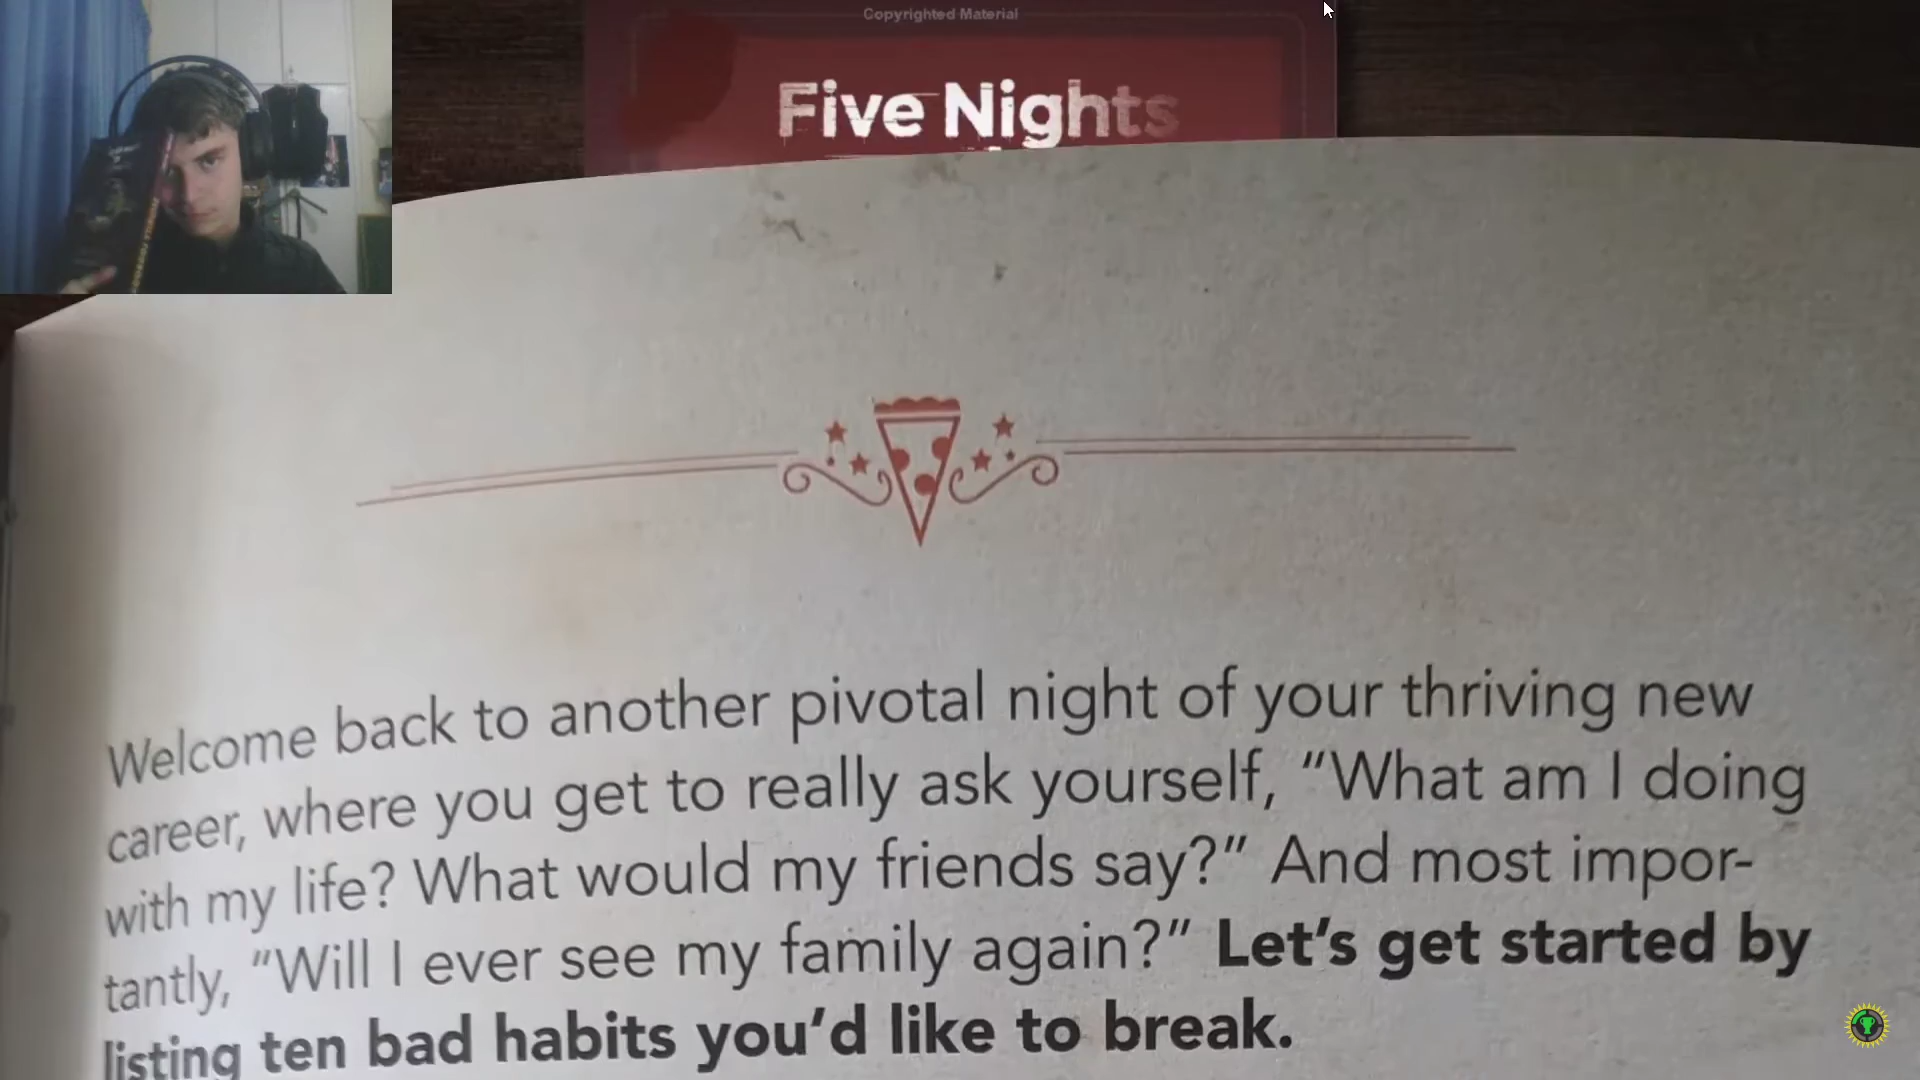 Copyrighted Material
Five Nights
Welcome back to another pivotal night of your thriving new
career, where you get to really ask yourself, “What am I doing
with my life? What would my friends say?” And most impor-
tantly, “Will I ever see my family again?” Let’s get started by
listing ten bad habits you’d like to break.